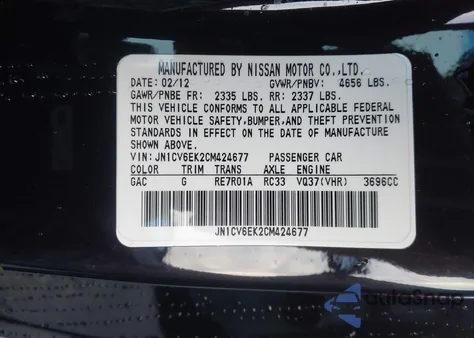 MANUFACTURED BY NISSAN MOTOR CO.,LTD.
DATE: 02/12 GVWR/PNBV: 4656 LBS.
GAWR/PNBE FR: 2335 LBS. RR: 2337 LBS.
THIS VEHICLE CONFORMS TO ALL APPLICABLE FEDERAL
MOTOR VEHICLE SAFETY,BUMPER,AND THEFT PREVENTION
STANDARDS IN EFFECT ON THE DATE OF MANUFACTURE
SHOWN ABOVE.
VIN: JN1CV6EK2CM424677 PASSENGER CAR
COLOR TRIM TRANS AXLE ENGINE
GAC G RE7R01A RC33 VQ37(VHR) 3696CC
JN1CV6EK2CM424677
AutoSnap